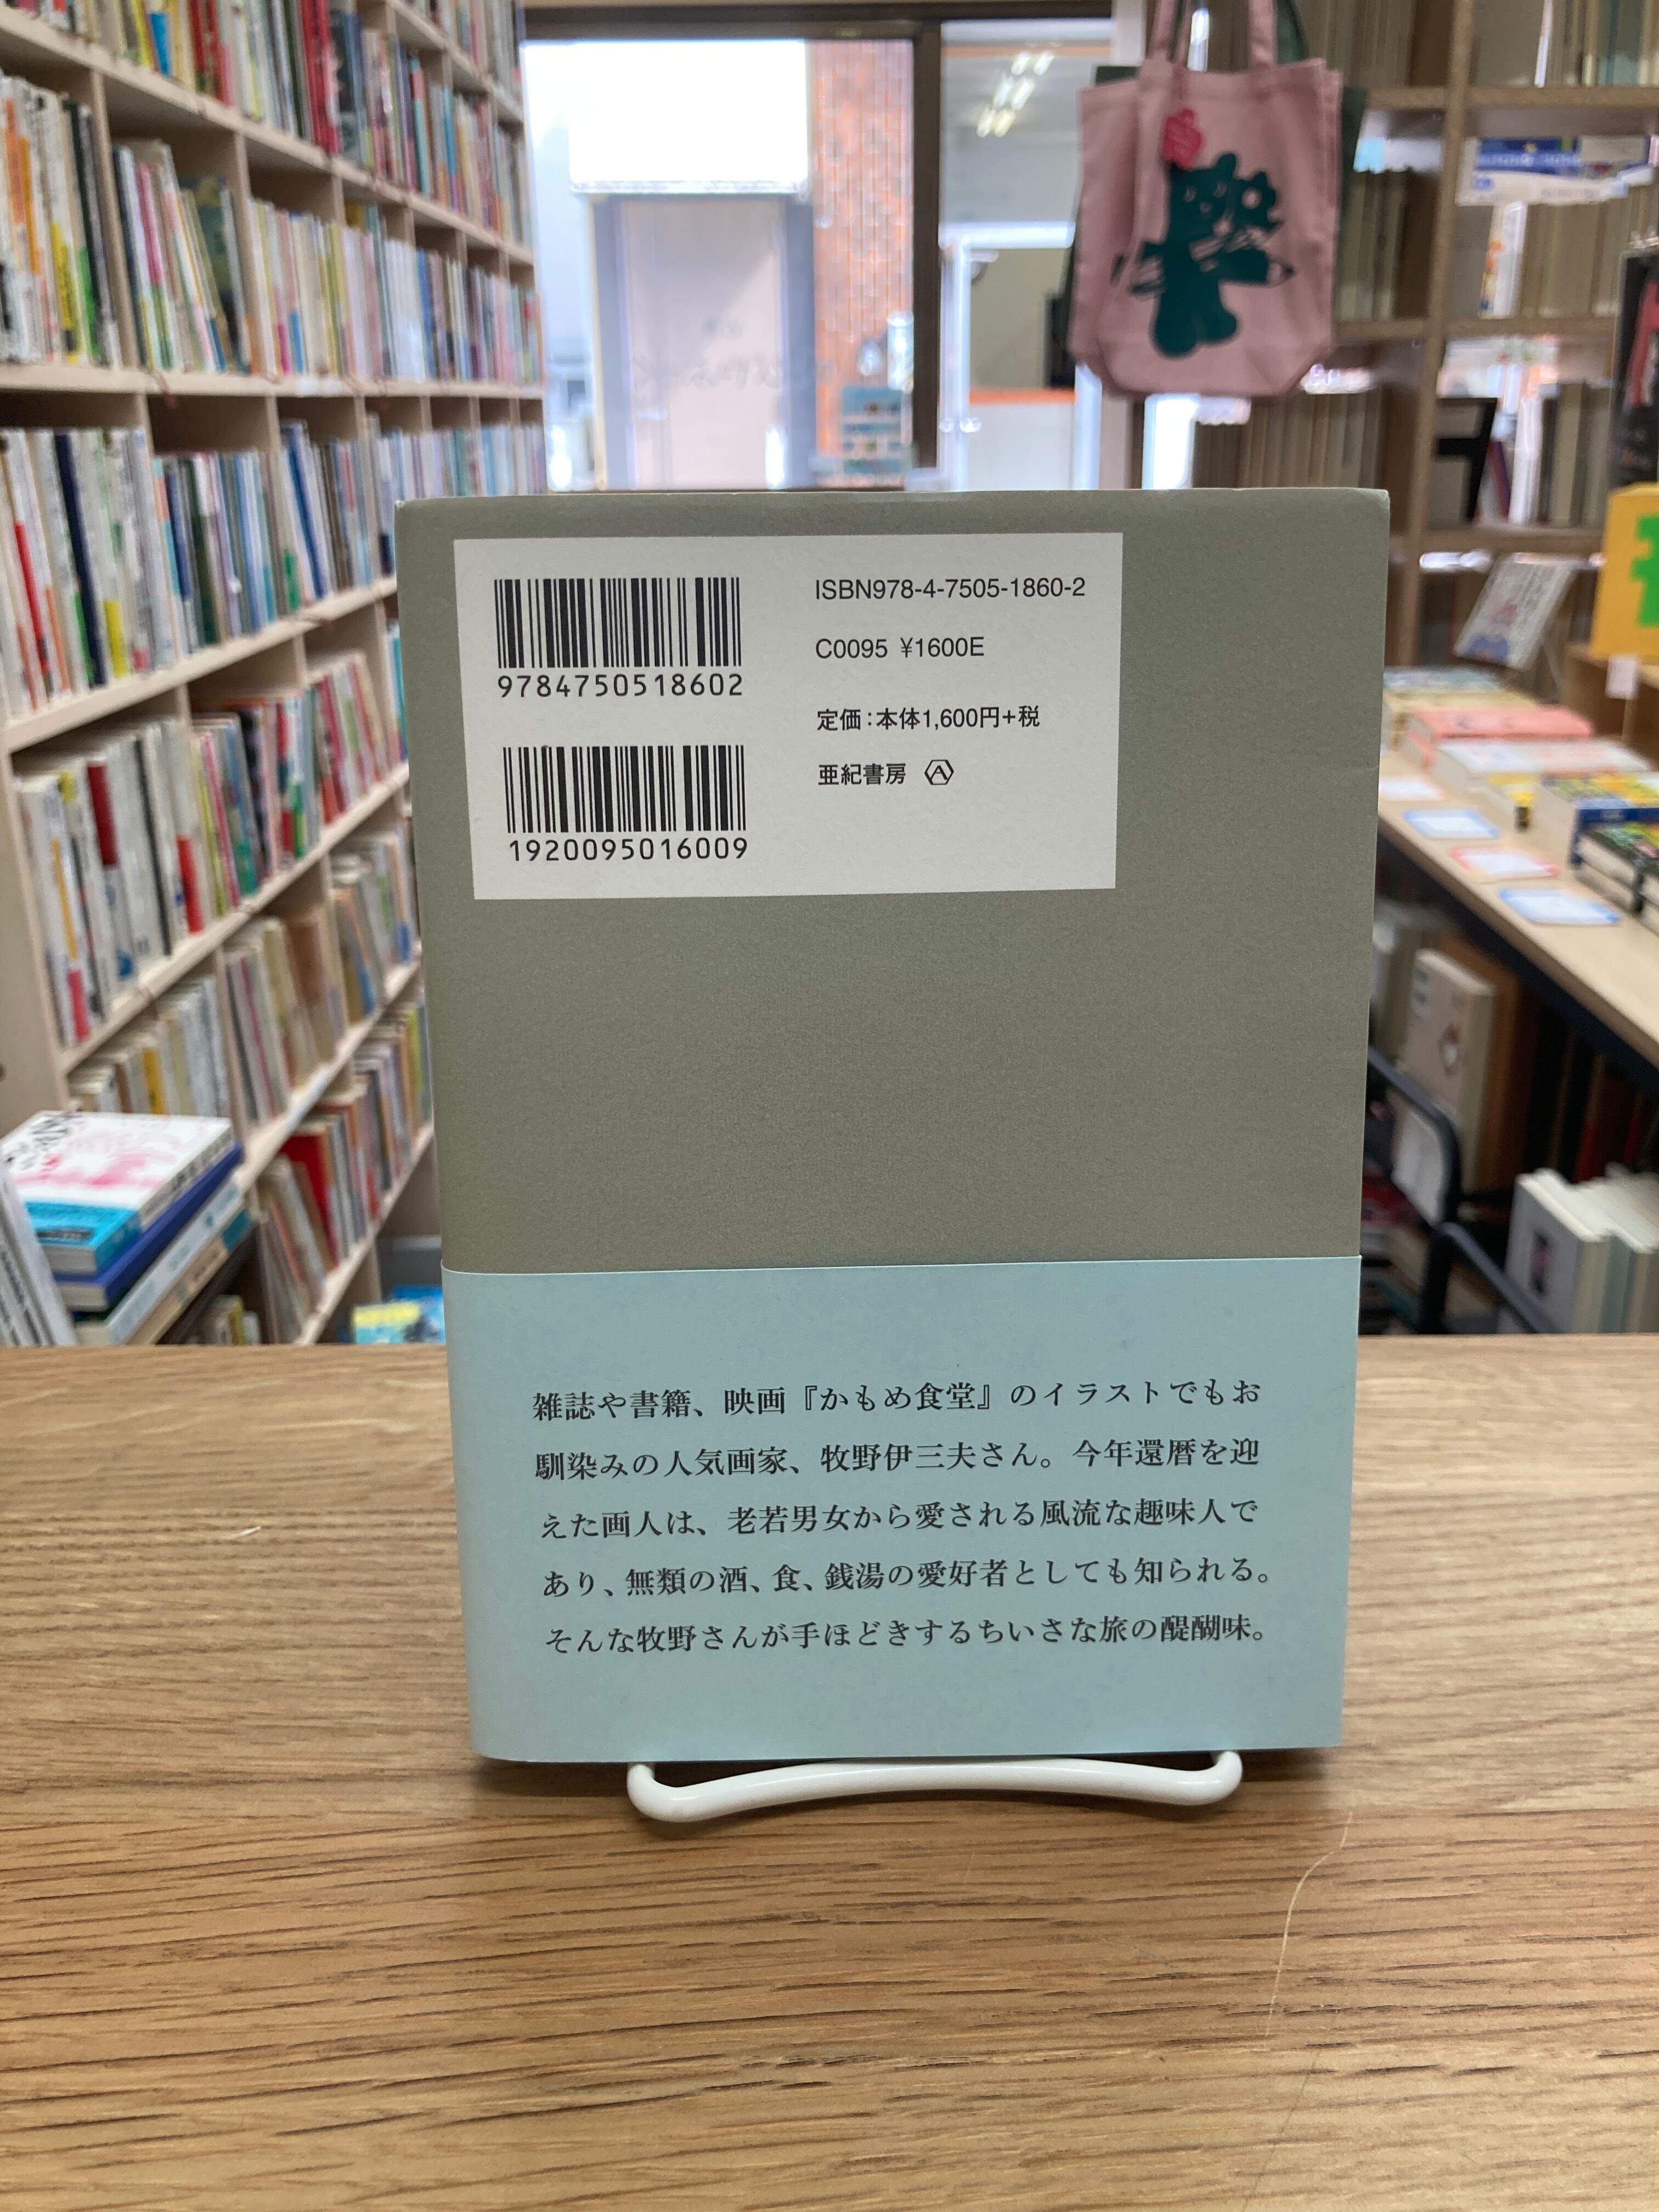 9784750518602
1920095016009
ISBN978-4-7505-1860-2
C0095 ¥1600E
定価:本体1,600円+税
亜紀書房
雑誌や書籍、映画『かもめ食堂』のイラストでもお
馴染みの人気画家、牧野伊三夫さん。今年還暦を迎
えた画人は、老若男女から愛される風流な趣味人で
あり、無類の酒、食、銭湯の愛好者としても知られる。
そんな牧野さんが手ほどきするちいさな旅の醍醐味。